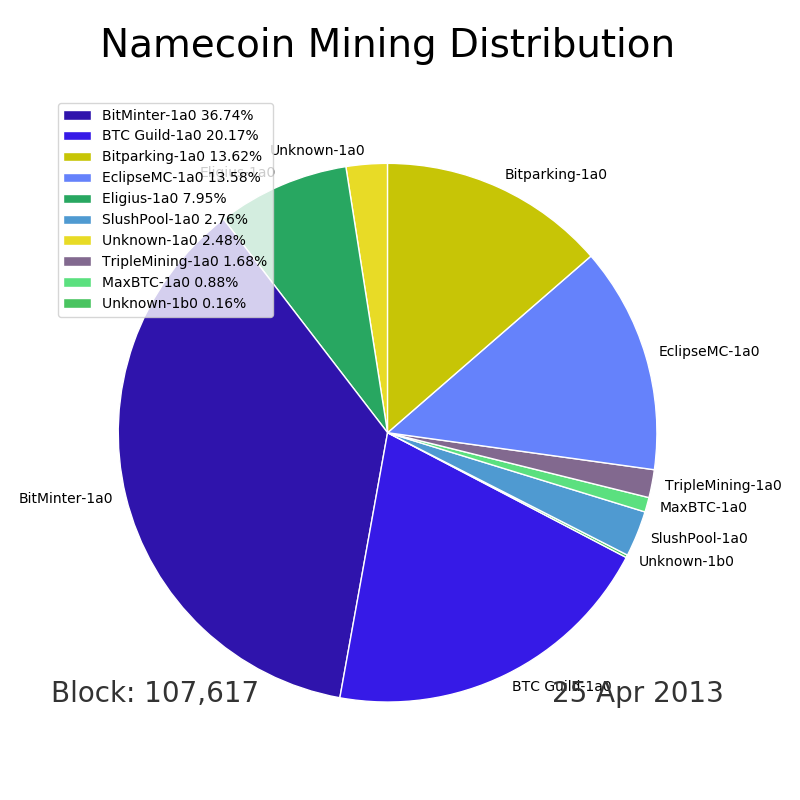 Namecoin Mining Distribution
BitMinter-1a0 36.74%
BTC Guild-1a0 20.17%
Bitparking-1a0 13.62%
EclipseMC-1a0 13.58%
Eligius-1a0 7.95%
SlushPool-1a0 2.76%
Unknown-1a0 2.48%
TripleMining-1a0 1.68%
MaxBTC-1a0 0.88%
Unknown-1b0 0.16%
Unknown-1a0
Eligius-1a0
Bitparking-1a0
EclipseMC-1a0
TripleMining-1a0
MaxBTC-1a0
BitMinter-1a0
SlushPool-1a0
Unknown-1b0
BTC Guild-1a0
Block: 107,617
25 Apr 2013